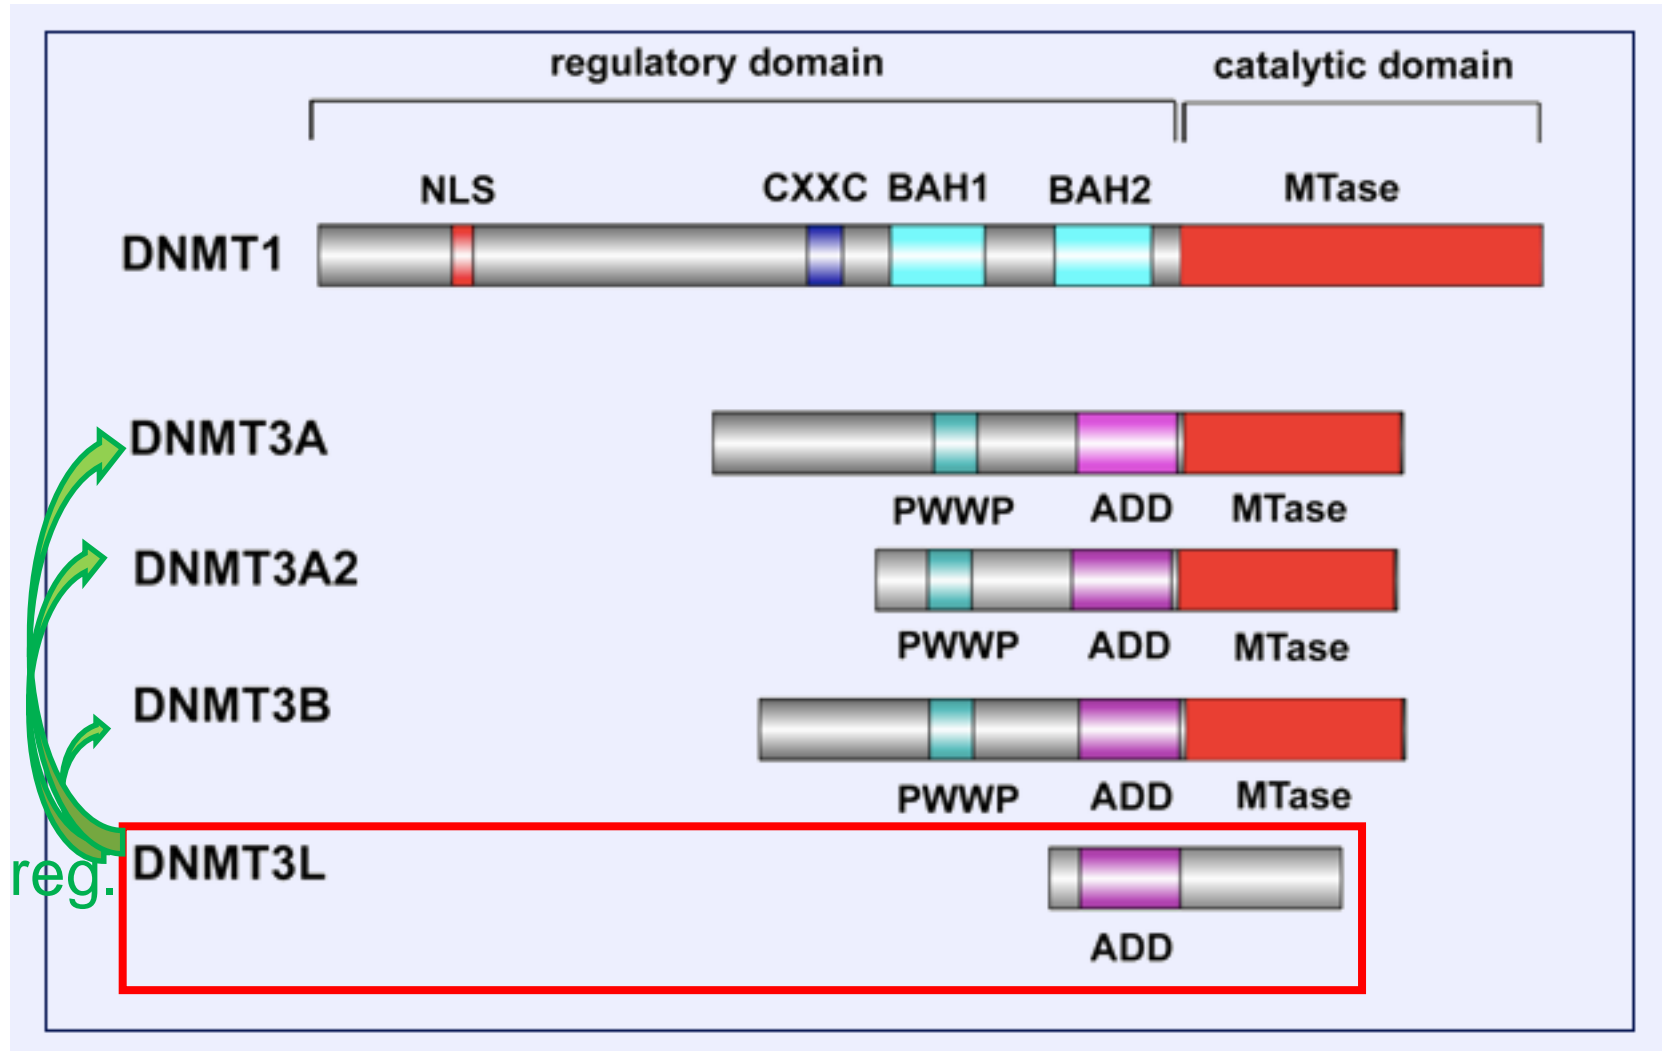 regulatory domain catalytic domain
NLS CXXC BAH1 BAH2 MTase
DNMT1
DNMT3A
PWWP ADD MTase
DNMT3A2
PWWP ADD MTase
DNMT3B
PWWP ADD MTase
reg. DNMT3L
ADD